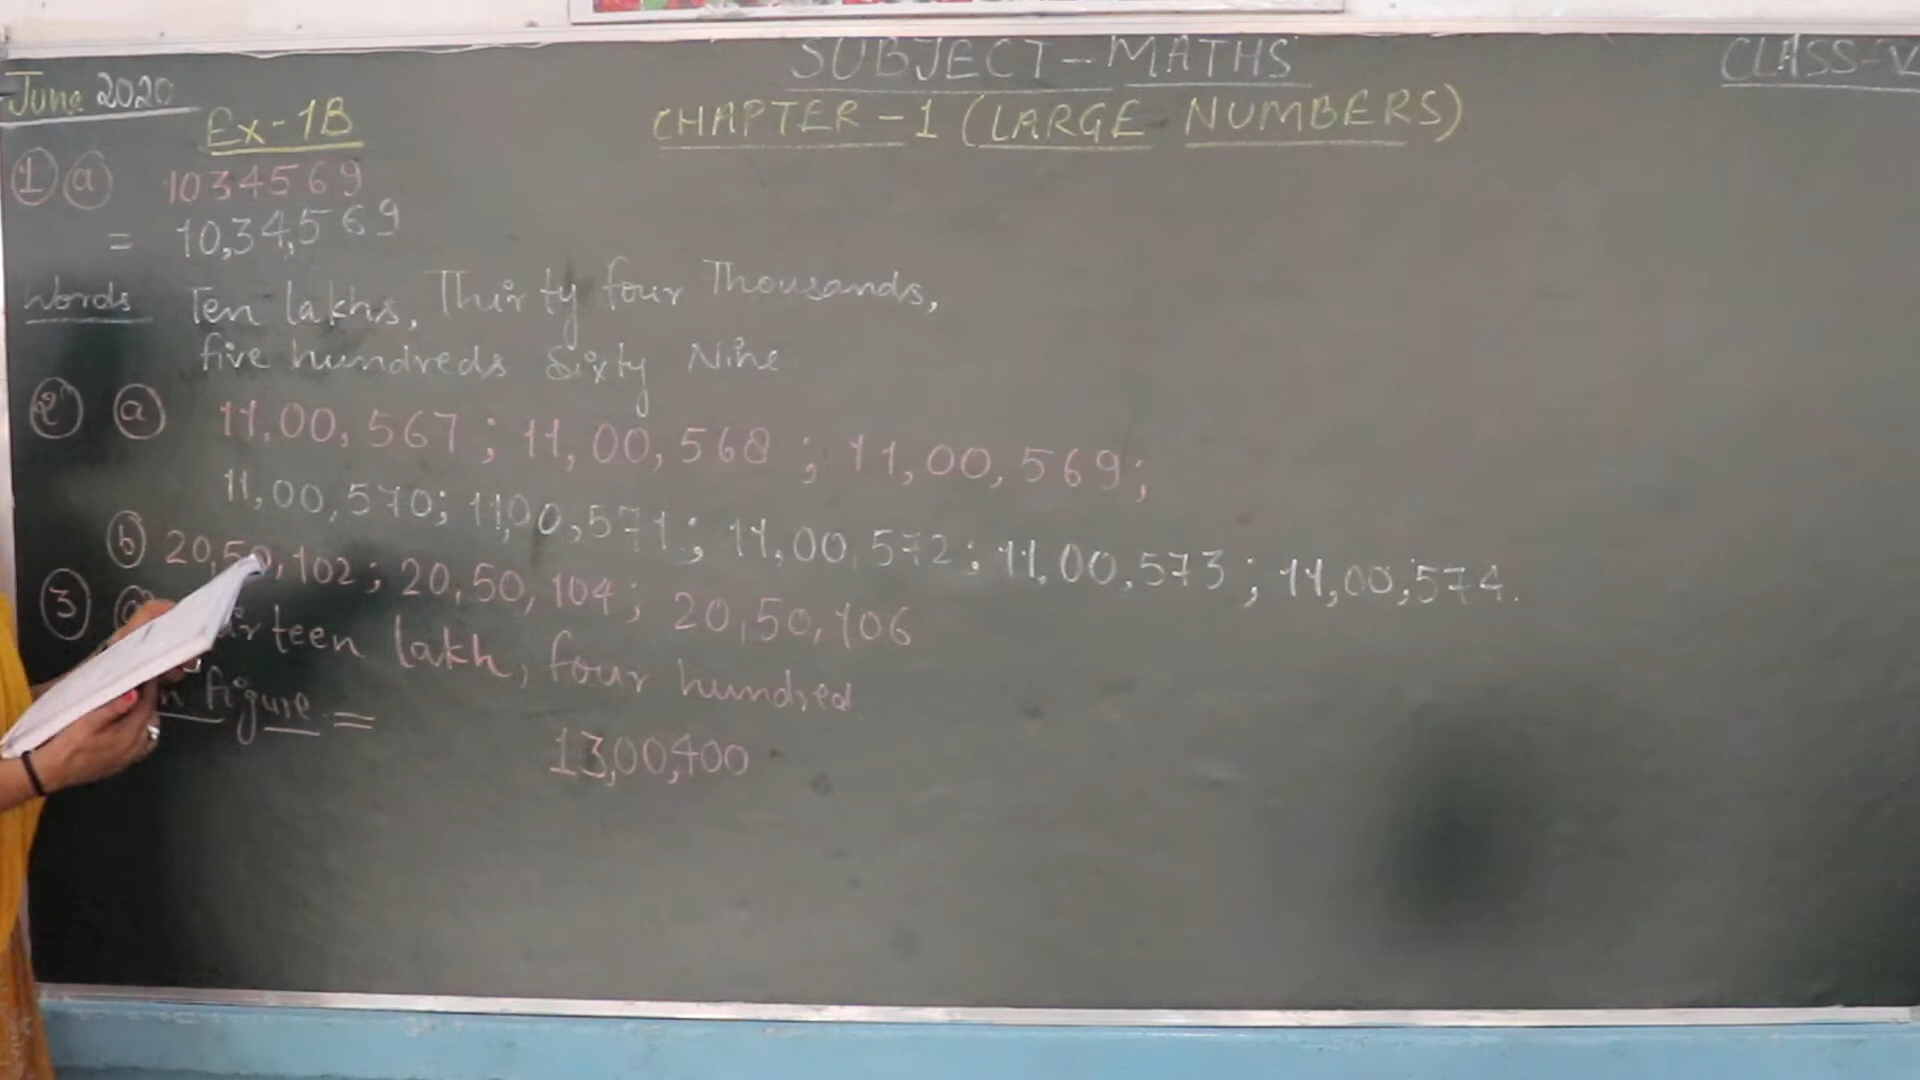 SUBJECT-MATHS
CLASS-V
June 2020
Ex-1B
CHAPTER-1 (LARGE NUMBERS)
1 a 1034569
= 10,34,569
Words Ten lakhs, Thirty four Thousands,
five hundreds Sixty Nine
2 a 11,00,567; 11,00,568; 11,00,569;
11,00,570; 11,00,571; 11,00,572; 11,00,573; 11,00,574.
b 20,50,102; 20,50,104; 20,50,106
3 lakh, four hundred
figure =
13,00,400